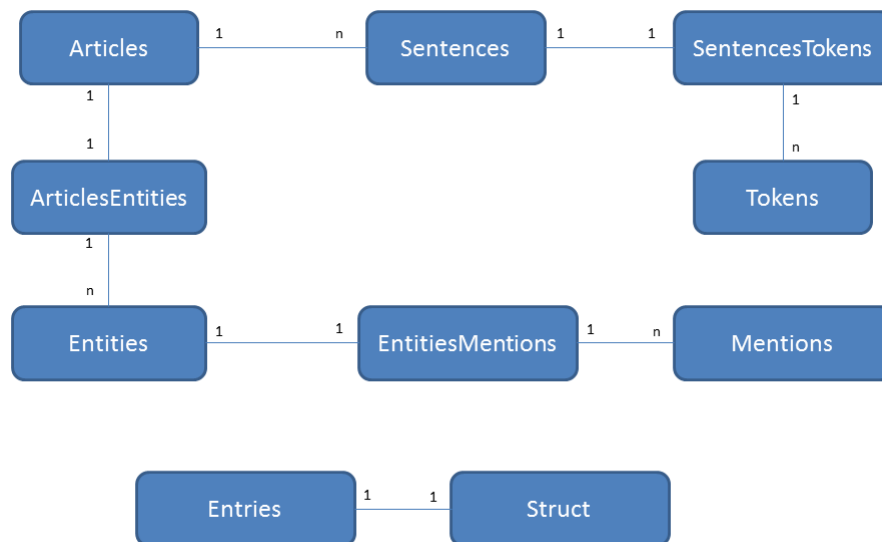 Articles 1 n Sentences 1 1 SentencesTokens
1 1
1 n
ArticlesEntities Tokens
1
n
Entities 1 1 EntitiesMentions 1 n Mentions
Entries 1 1 Struct